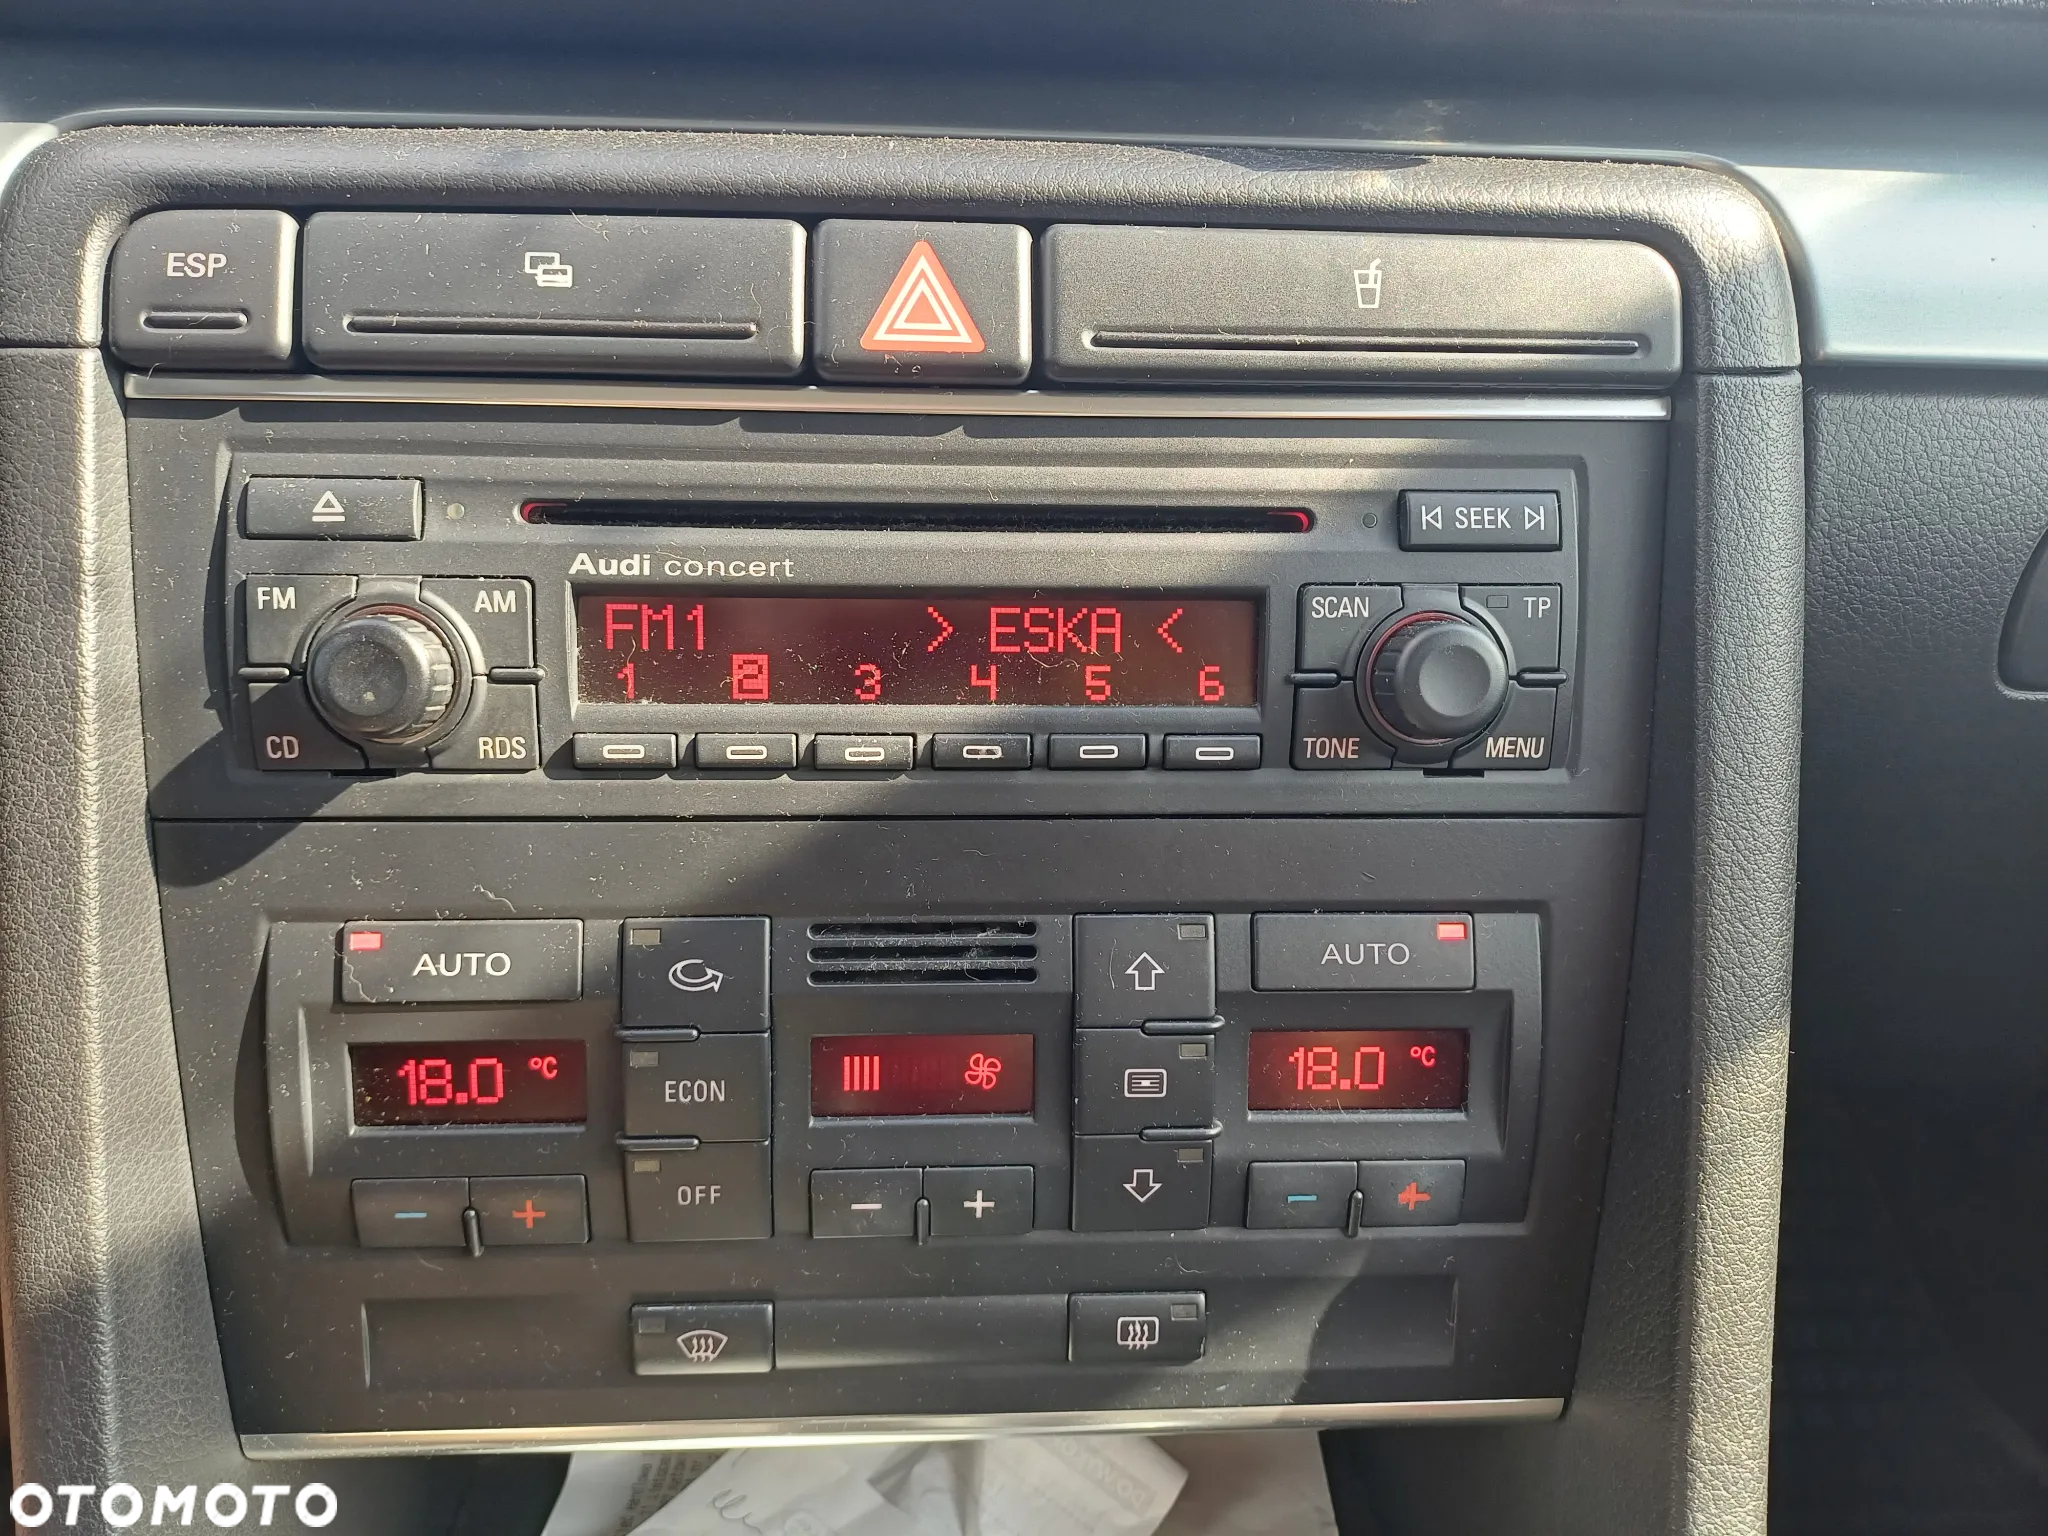 ESP
SEEK
Audi concert
FM AM
FM1 > ESKA <
SCAN TP
1 2 3 4 5 6
CD RDS
TONE MENU
AUTO AUTO
18.0 °C
18.0 °C
ECON
- + OFF - + - +
OTOMOTO